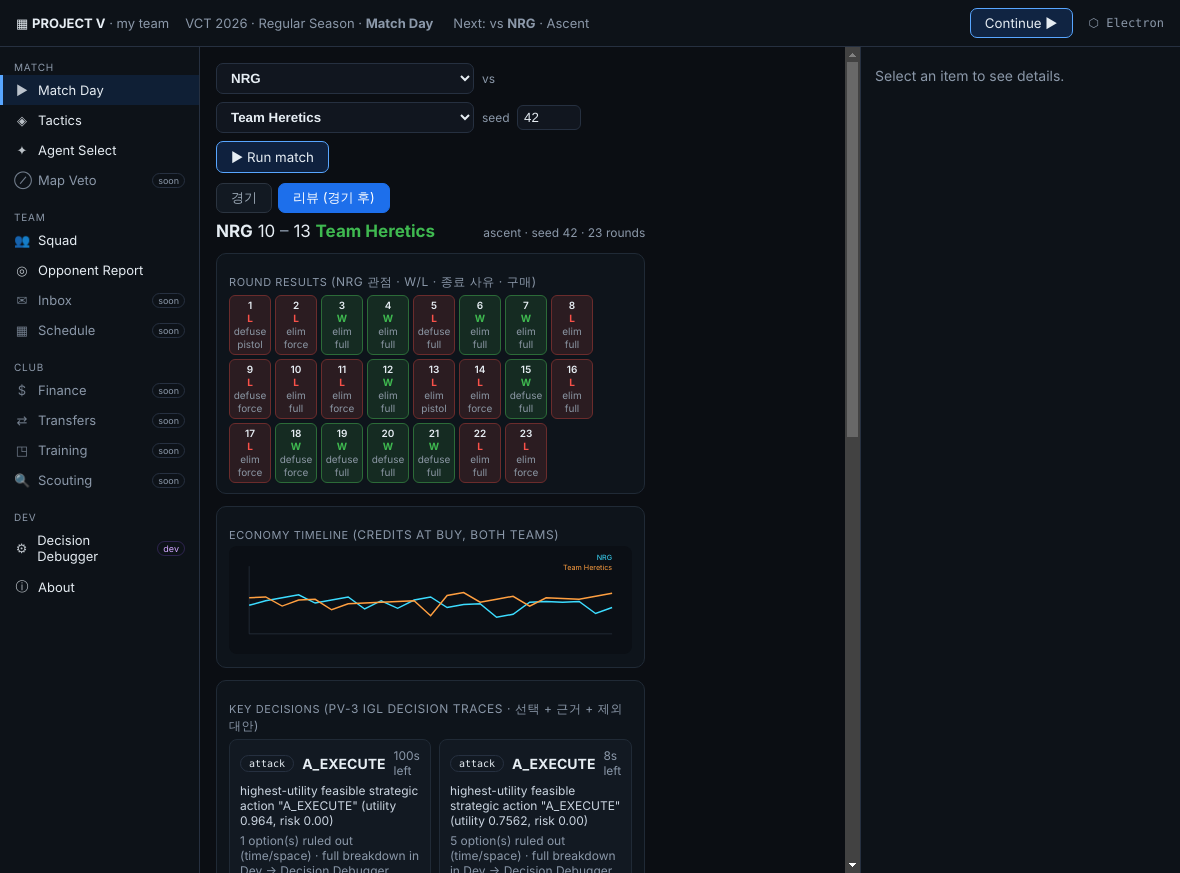 ▦ PROJECT V · my team VCT 2026 · Regular Season · Match Day Next: vs NRG · Ascent Continue ▶ ⬡ Electron
MATCH
▶ Match Day
◈ Tactics
✦ Agent Select
Map Veto soon
TEAM
👥 Squad
◎ Opponent Report
✉ Inbox soon
▦ Schedule soon
CLUB
$ Finance soon
⇄ Transfers soon
◳ Training soon
🔍 Scouting soon
DEV
⚙ Decision Debugger dev
ⓘ About
NRG vs
Team Heretics seed 42
▶ Run match
경기 리뷰 (경기 후)
NRG 10 – 13 Team Heretics ascent · seed 42 · 23 rounds
ROUND RESULTS (NRG 관점 · W/L · 종료 사유 · 구매)
1 2 3 4 5 6 7 8
L L W W L W W L
defuse elim elim elim defuse elim elim elim
pistol force full full full full full full
9 10 11 12 13 14 15 16
L L L W L L W L
defuse elim elim elim elim elim defuse elim
force full force full pistol force full full
17 18 19 20 21 22 23
L W W W W L L
elim defuse defuse defuse defuse elim elim
force force full full full full force
ECONOMY TIMELINE (CREDITS AT BUY, BOTH TEAMS)
NRG
Team Heretics
KEY DECISIONS (PV-3 IGL DECISION TRACES · 선택 + 근거 + 제외
대안)
attack A_EXECUTE 100s left
highest-utility feasible strategic
action "A_EXECUTE" (utility
0.964, risk 0.00)
1 option(s) ruled out
(time/space) · full breakdown in
Dev → Decision Debugger
attack A_EXECUTE 8s left
highest-utility feasible
strategic action "A_EXECUTE"
(utility 0.7562, risk 0.00)
5 option(s) ruled out
(time/space) · full breakdown
in Dev → Decision Debugger
Select an item to see details.